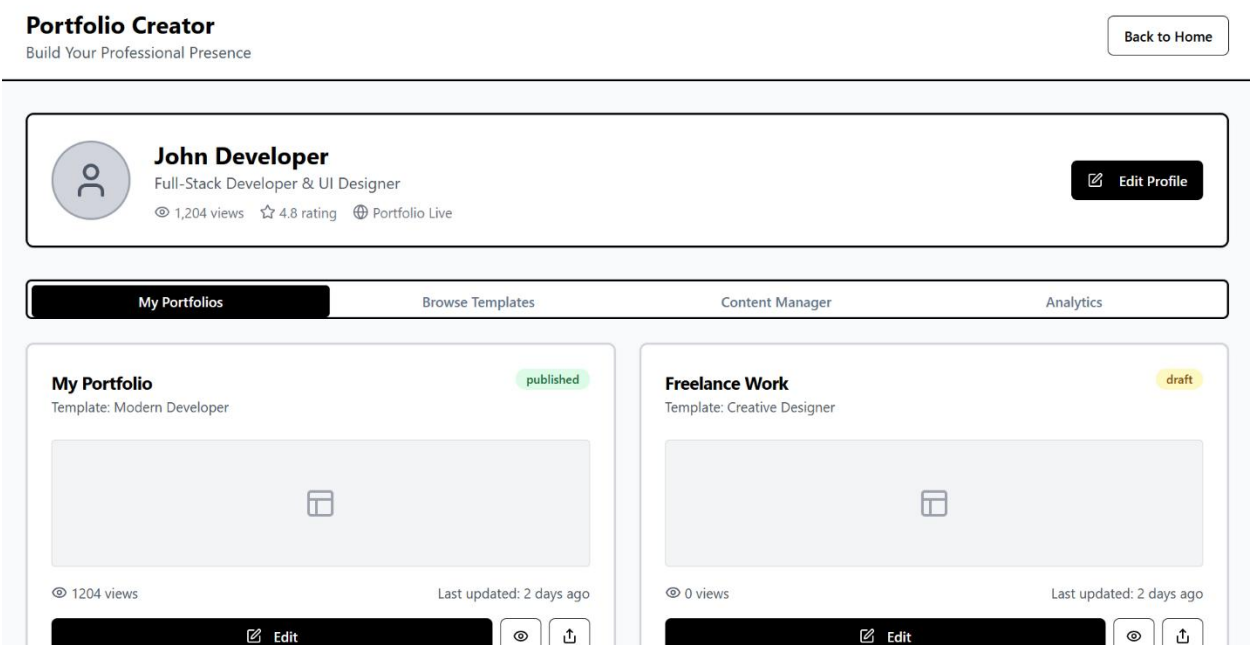 Portfolio Creator
Build Your Professional Presence
Back to Home
John Developer
Full-Stack Developer & UI Designer
1,204 views 4.8 rating Portfolio Live
Edit Profile
My Portfolios Browse Templates Content Manager Analytics
My Portfolio
published
Template: Modern Developer
1204 views Last updated: 2 days ago
Edit
Freelance Work
draft
Template: Creative Designer
0 views Last updated: 2 days ago
Edit